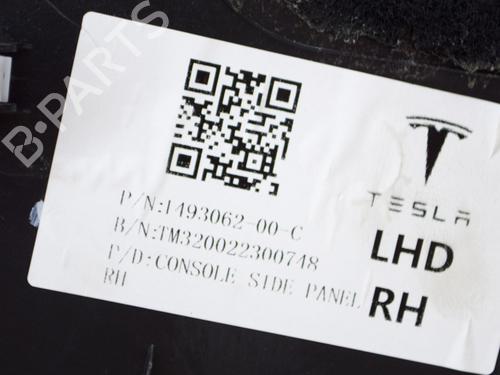 B-PARTS
P/N:1493062-00-C
B/N:TM320022300748
P/D:CONSOLE SIDE PANEL
RH
TESLA
LHD
RH